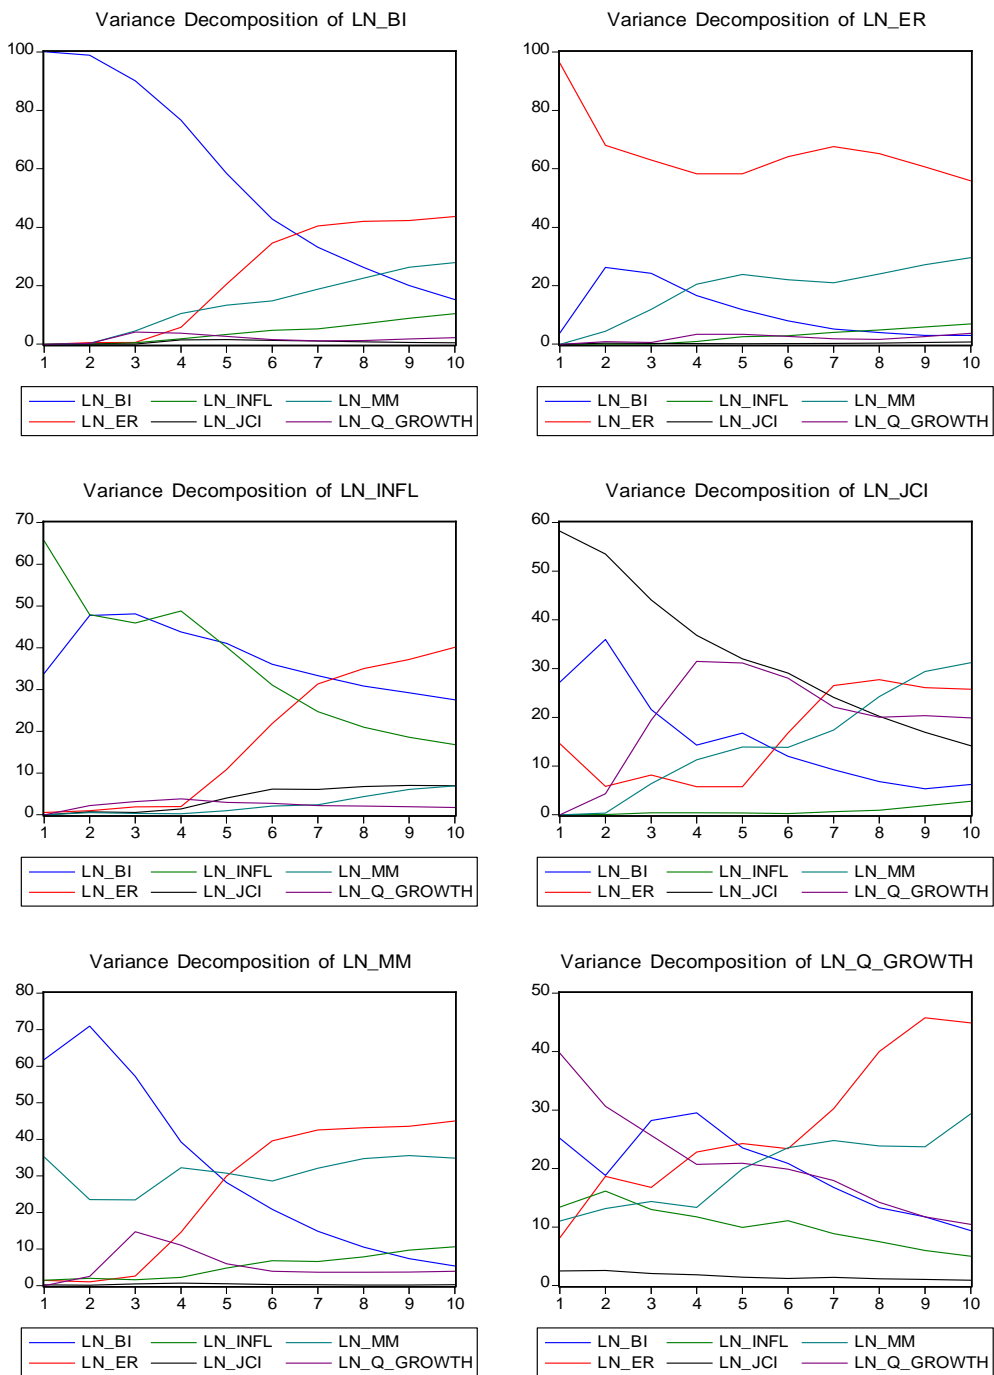 Variance Decomposition of LN_BI
100
80
60
40
20
0
1 2 3 4 5 6 7 8 9 10
LN_BI LN_INFL LN_MM
LN_ER LN_JCI LN_Q_GROWTH
Variance Decomposition of LN_ER
100
80
60
40
20
0
1 2 3 4 5 6 7 8 9 10
LN_BI LN_INFL LN_MM
LN_ER LN_JCI LN_Q_GROWTH
Variance Decomposition of LN_INFL
70
60
50
40
30
20
10
0
1 2 3 4 5 6 7 8 9 10
LN_BI LN_INFL LN_MM
LN_ER LN_JCI LN_Q_GROWTH
Variance Decomposition of LN_JCI
60
50
40
30
20
10
0
1 2 3 4 5 6 7 8 9 10
LN_BI LN_INFL LN_MM
LN_ER LN_JCI LN_Q_GROWTH
Variance Decomposition of LN_MM
80
70
60
50
40
30
20
10
0
1 2 3 4 5 6 7 8 9 10
LN_BI LN_INFL LN_MM
LN_ER LN_JCI LN_Q_GROWTH
Variance Decomposition of LN_Q_GROWTH
50
40
30
20
10
0
1 2 3 4 5 6 7 8 9 10
LN_BI LN_INFL LN_MM
LN_ER LN_JCI LN_Q_GROWTH